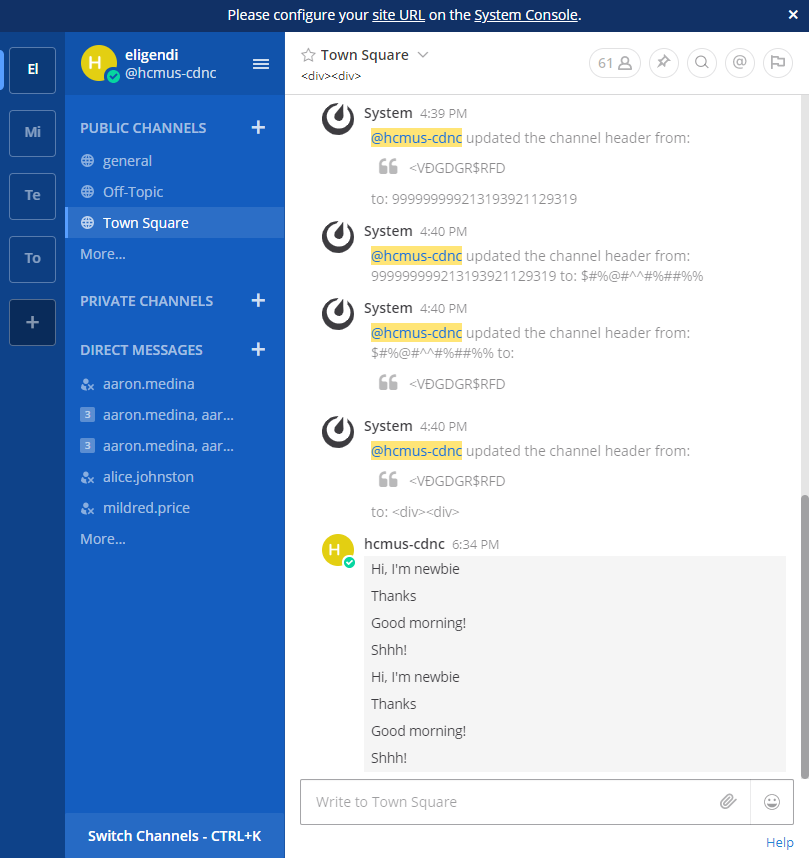 Please configure your site URL on the System Console.
×
El
Mi
Te
To
+
H
eligendi
@hcmus-cdnc
PUBLIC CHANNELS +
general
Off-Topic
Town Square
More...
PRIVATE CHANNELS +
DIRECT MESSAGES +
aaron.medina
3 aaron.medina, aar...
3 aaron.medina, aar...
alice.johnston
mildred.price
More...
Switch Channels - CTRL+K
Town Square
<div><div>
61
@
System 4:39 PM
@hcmus-cdnc updated the channel header from:
<VĐGDGR$RFD
to: 999999999213193921129319
System 4:40 PM
@hcmus-cdnc updated the channel header from:
999999999213193921129319 to: $#%@#^^#%##%%
System 4:40 PM
@hcmus-cdnc updated the channel header from:
$#%@#^^#%##%% to:
<VĐGDGR$RFD
System 4:40 PM
@hcmus-cdnc updated the channel header from:
<VĐGDGR$RFD
to: <div><div>
H
hcmus-cdnc 6:34 PM
Hi, I'm newbie
Thanks
Good morning!
Shhh!
Hi, I'm newbie
Thanks
Good morning!
Shhh!
Write to Town Square
Help